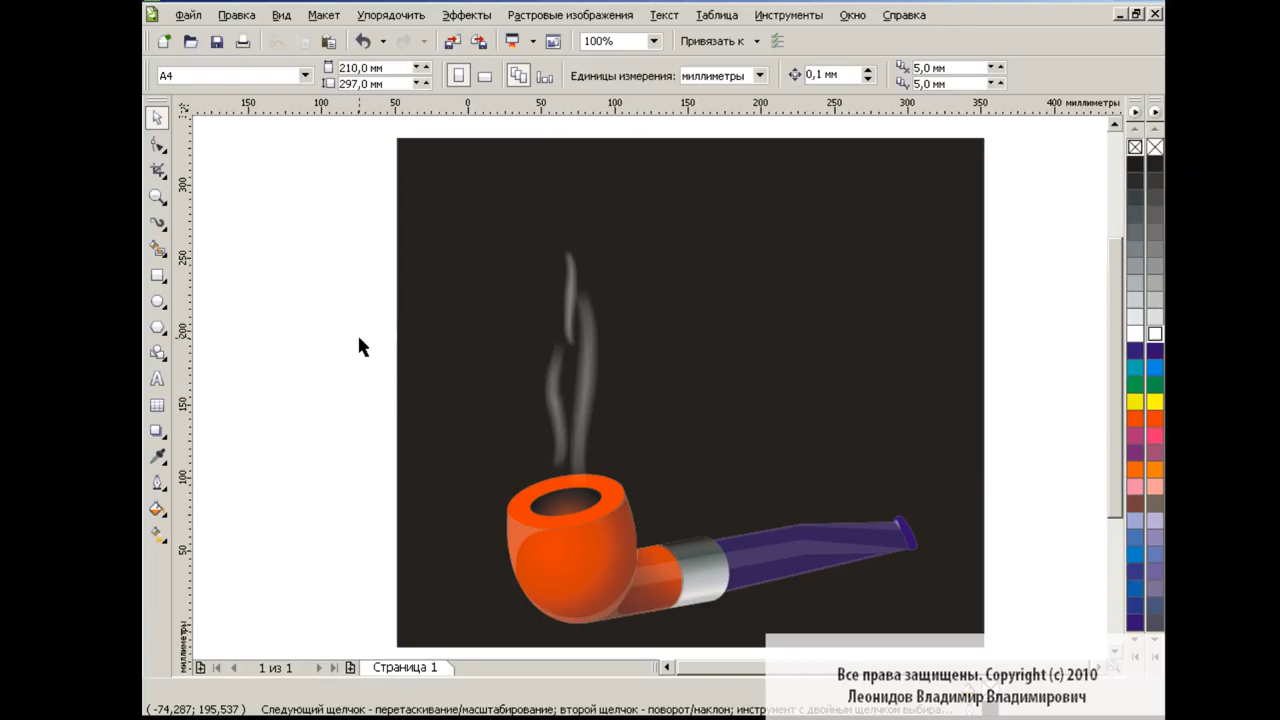 Файл Правка Вид Макет Упорядочить Эффекты Растровые изображения Текст Таблица Инструменты Окно Справка
100% Привязать к
A4 210,0 мм 297,0 мм Единицы измерения: миллиметры 0,1 мм 5,0 мм 5,0 мм
150 100 50 0 50 100 150 200 250 300 350 400 миллиметры
300
250
200
150
100
50
миллиметры
1 из 1 Страница 1
Все права защищены. Copyright (c) 2010
Леонидов Владимир Владимирович
( -74,287; 195,537 ) Следующий щелчок - перетаскивание/масштабирование; второй щелчок - поворот/наклон; инструмент с двойным щелчком выбира...